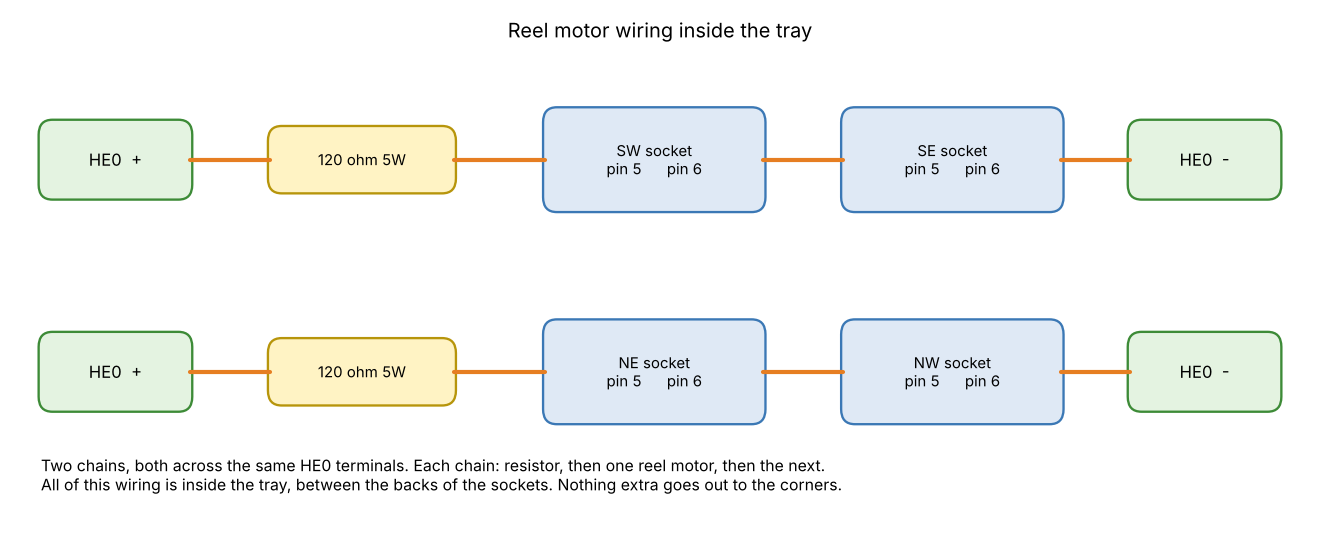 Reel motor wiring inside the tray
HE0 +
120 ohm 5W
SW socket
pin 5 pin 6
SE socket
pin 5 pin 6
HE0 -
HE0 +
120 ohm 5W
NE socket
pin 5 pin 6
NW socket
pin 5 pin 6
HE0 -
Two chains, both across the same HE0 terminals. Each chain: resistor, then one reel motor, then the next.
All of this wiring is inside the tray, between the backs of the sockets. Nothing extra goes out to the corners.